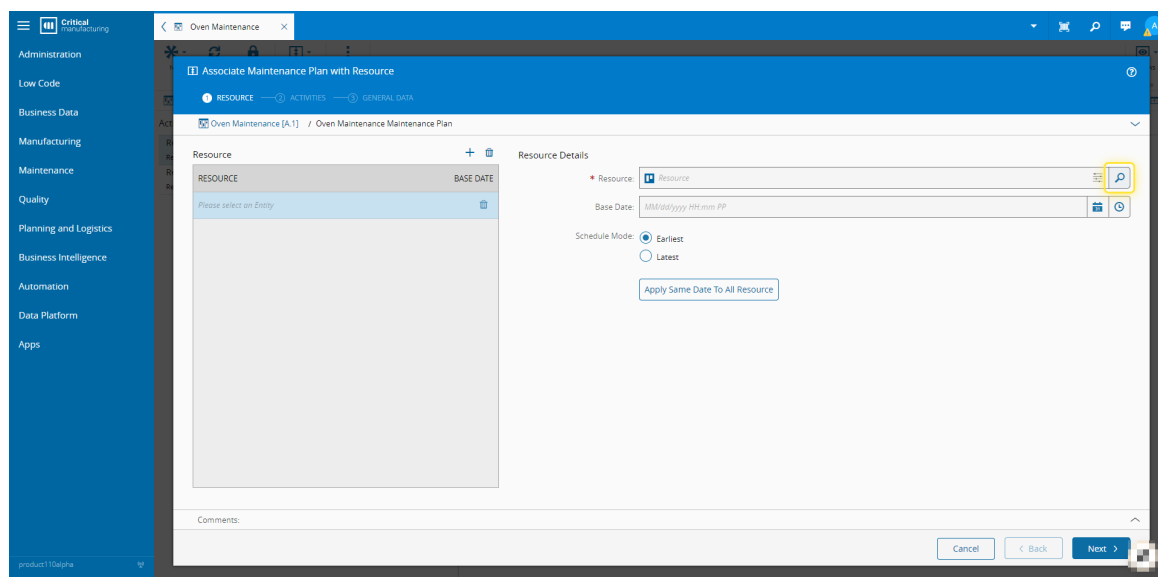 Critical
manufacturing
Oven Maintenance
A
Administration
Low Code
Business Data
Manufacturing
Maintenance
Quality
Planning and Logistics
Business Intelligence
Automation
Data Platform
Apps
product110alpha
Associate Maintenance Plan with Resource
1 RESOURCE 2 ACTIVITIES 3 GENERAL DATA
Oven Maintenance [A.1] / Oven Maintenance Maintenance Plan
Resource
RESOURCE BASE DATE
Please select an Entity
Resource Details
* Resource: Resource
Base Date: MM/dd/yyyy HH:mm PP
Schedule Mode: Earliest
Latest
Apply Same Date To All Resource
Comments:
Cancel < Back Next >